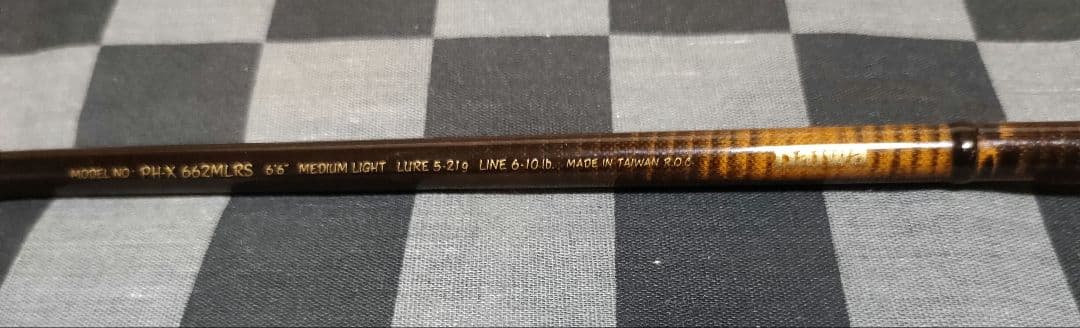 MODEL NO· PH-X 662MLRS 6'6" MEDIUM LIGHT LURE 5-21g LINE 6-10 lb. MADE IN TAIWAN R.O.C.